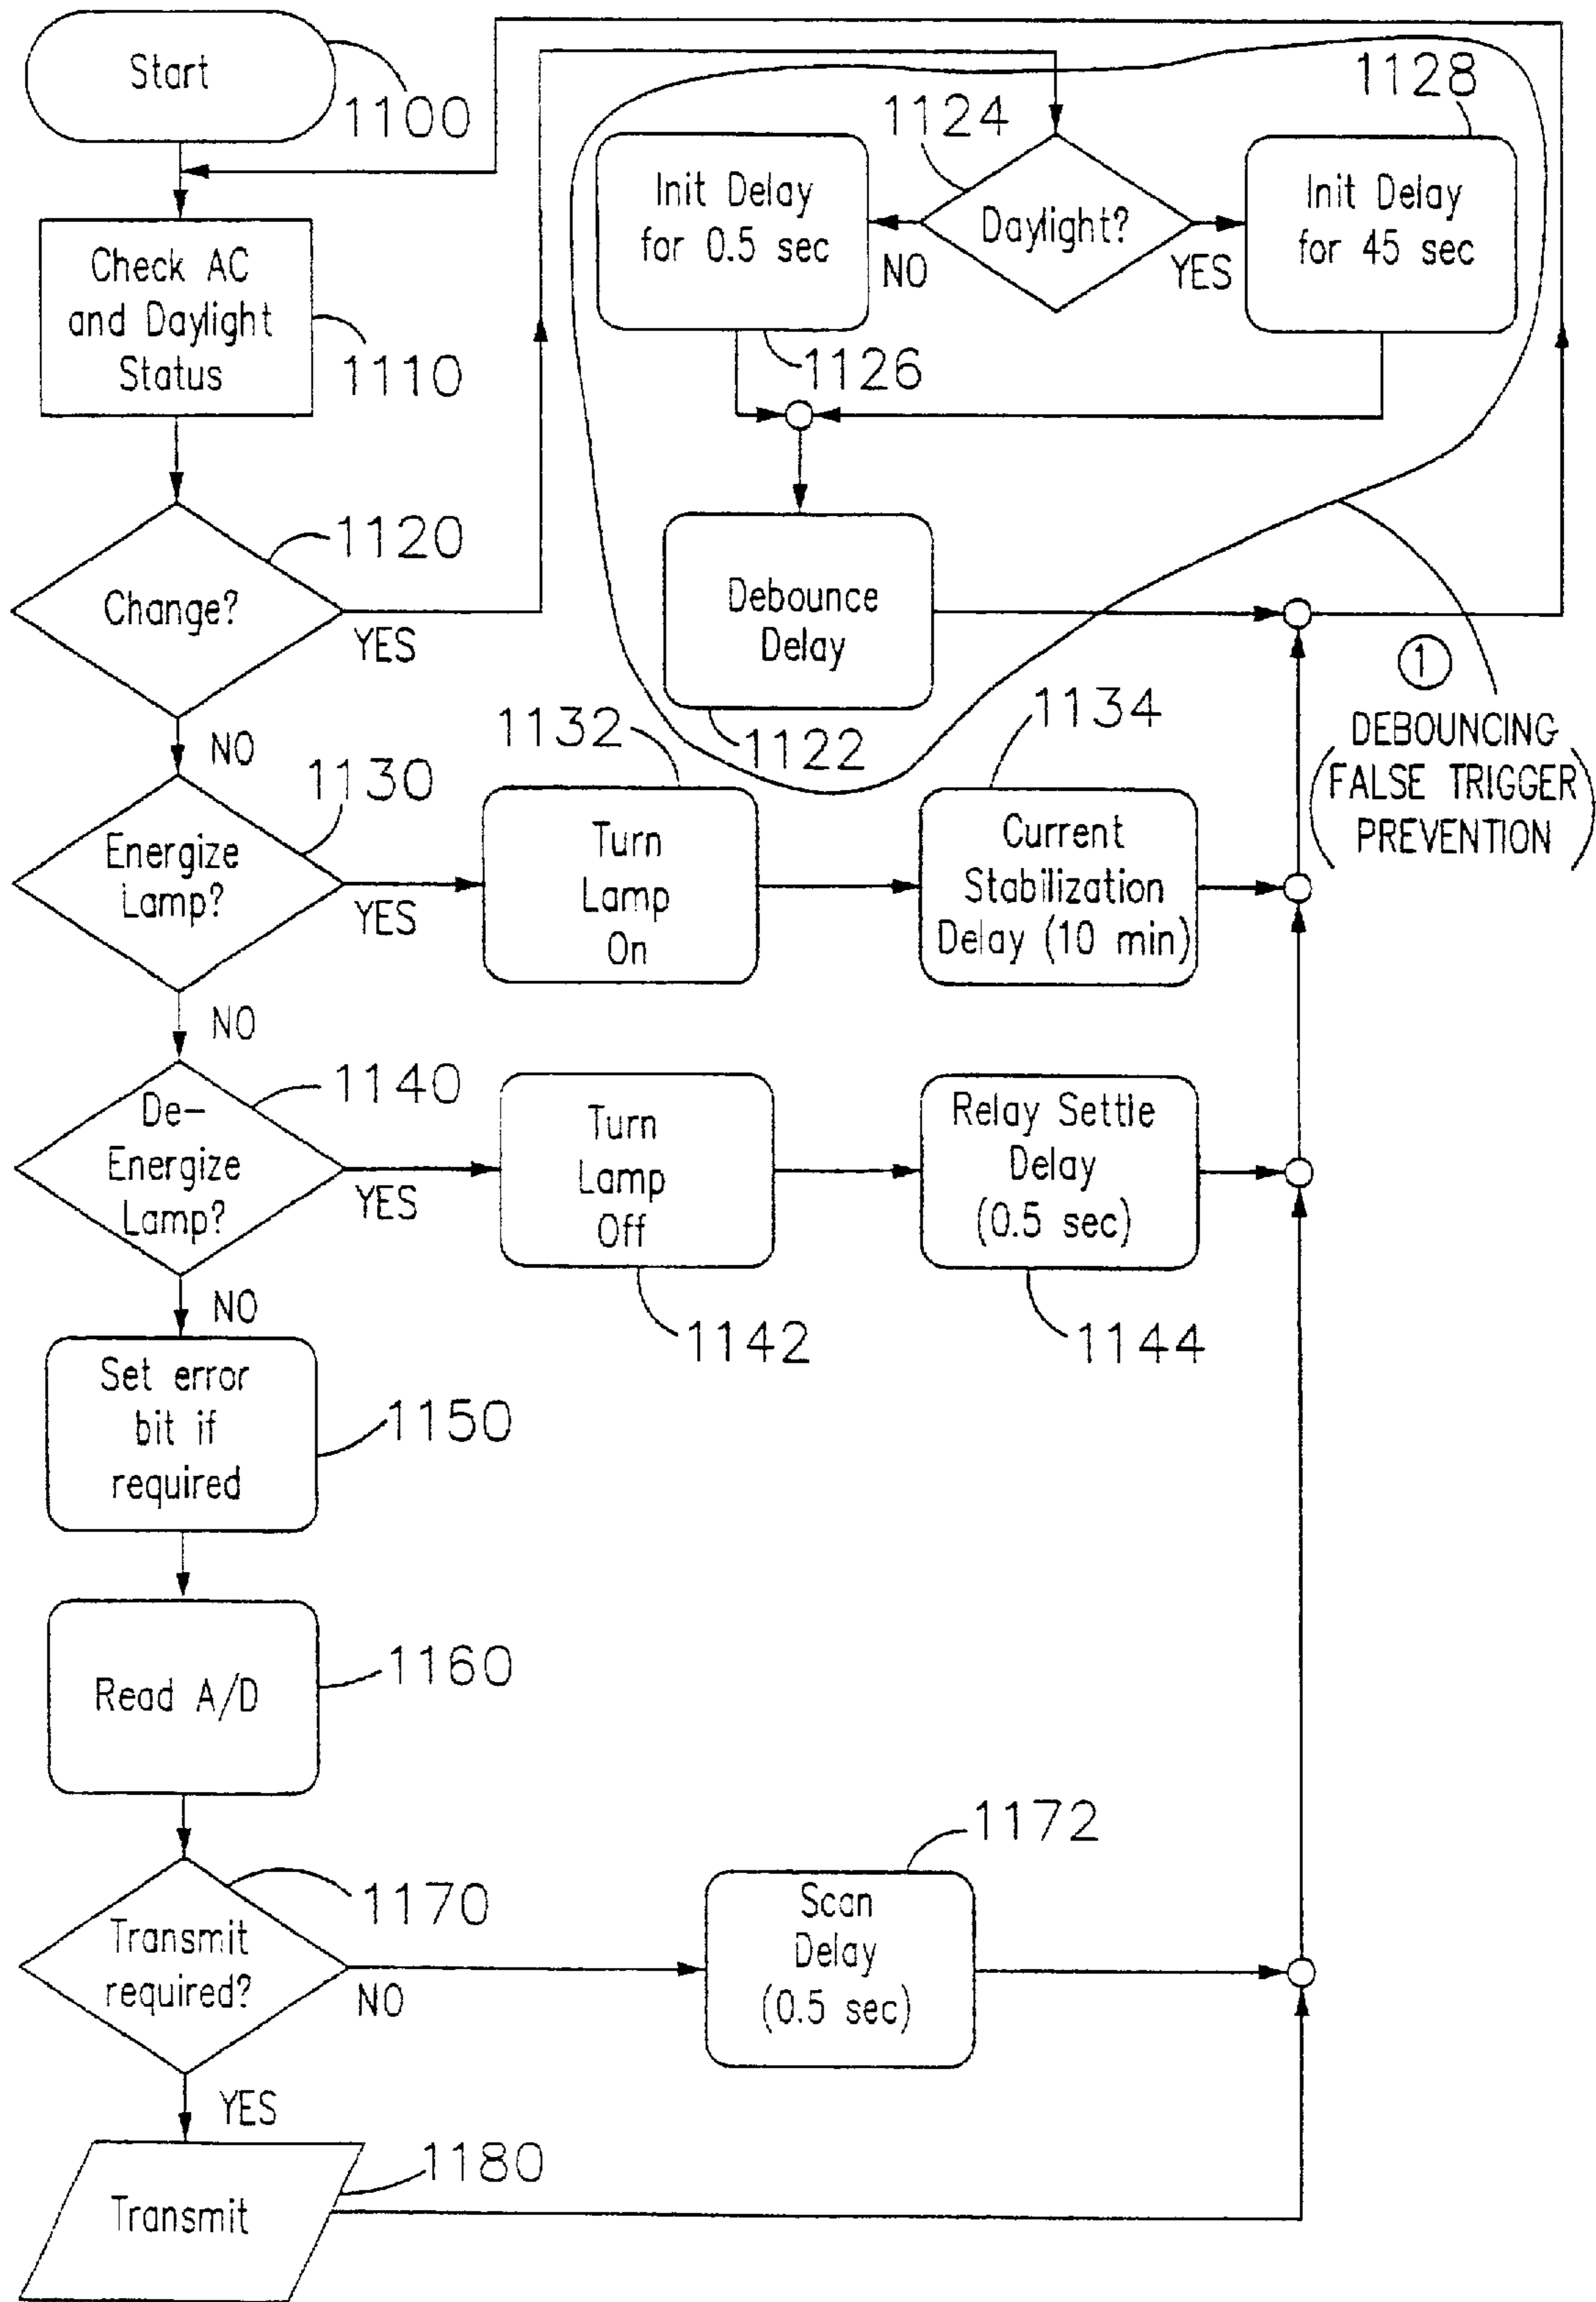 Start
1100
Check AC
and Daylight
Status
1110
Change?
1120
YES
NO
1124
Daylight?
NO
YES
Init Delay
for 0.5 sec
1126
1128
Init Delay
for 45 sec
Debounce
Delay
1122
1
DEBOUNCING
(FALSE TRIGGER)
PREVENTION
Energize
Lamp?
1130
YES
NO
1132
Turn
Lamp
On
1134
Current
Stabilization
Delay (10 min)
De-
Energize
Lamp?
1140
YES
NO
Turn
Lamp
Off
1142
Relay Settle
Delay
(0.5 sec)
1144
Set error
bit if
required
1150
Read A/D
1160
Transmit
required?
1170
NO
YES
1172
Scan
Delay
(0.5 sec)
Transmit
1180